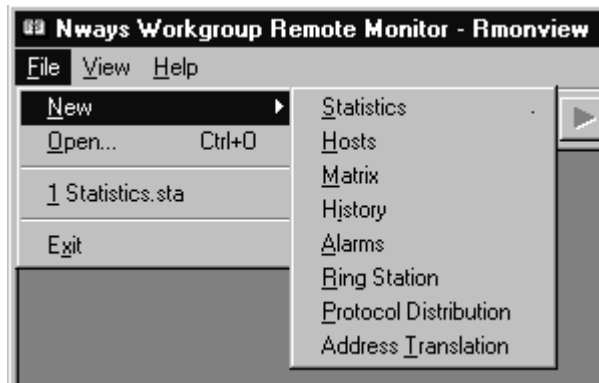 Nways Workgroup Remote Monitor - Rmonview
File View Help
New
Open... Ctrl+O
1 Statistics.sta
Exit
Statistics
Hosts
Matrix
History
Alarms
Ring Station
Protocol Distribution
Address Translation